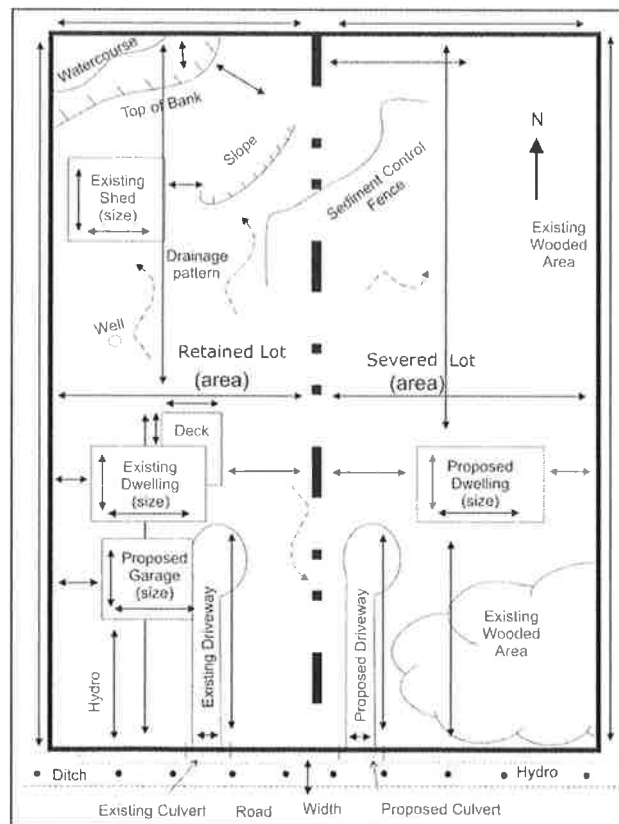 Watercourse
Top of Bank
N
Slope
Sediment Control
Fence
Existing
Shed
(size)
Existing
Wooded
Area
Drainage
pattern
Well
Retained Lot
(area)
Severed Lot
(area)
Deck
Existing
Dwelling
(size)
Proposed
Dwelling
(size)
Proposed
Garage
(size)
Existing
Wooded
Area
Hydro
Existing Driveway
Proposed Driveway
Ditch
Hydro
Existing Culvert
Road
Width
Proposed Culvert